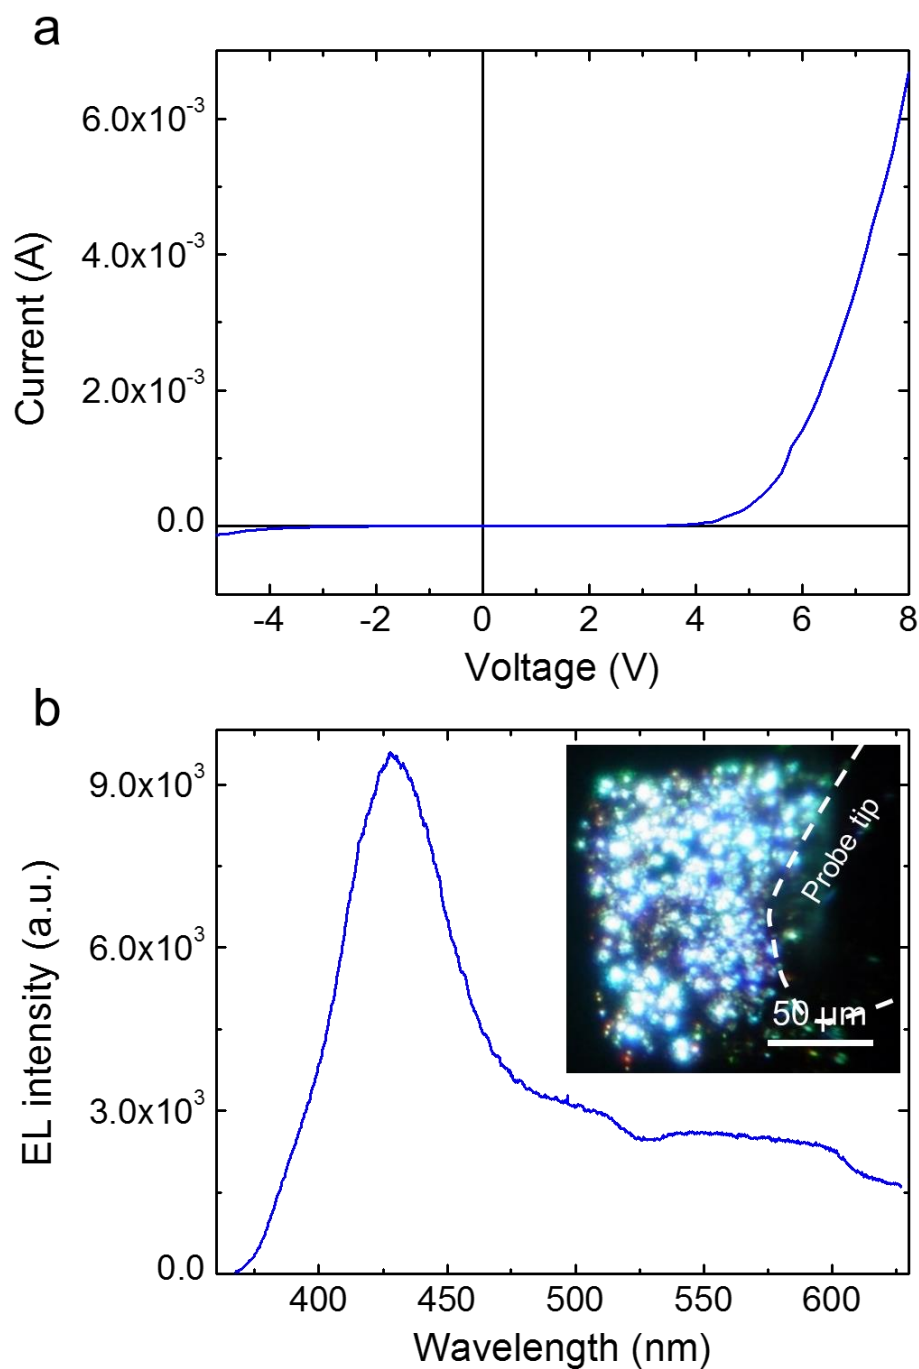 a
6.0x10⁻³
4.0x10⁻³
2.0x10⁻³
0.0
Current (A)
-4 -2 0 2 4 6 8
Voltage (V)
b
9.0x10³
6.0x10³
3.0x10³
0.0
EL intensity (a.u.)
Probe tip
50 µm
400 450 500 550 600
Wavelength (nm)